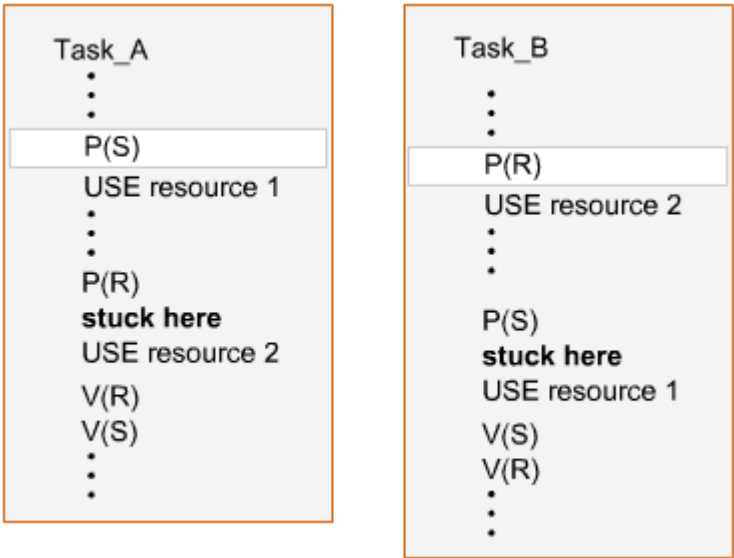 Task_A
P(S)
USE resource 1
P(R)
stuck here
USE resource 2
V(R)
V(S)
Task_B
P(R)
USE resource 2
P(S)
stuck here
USE resource 1
V(S)
V(R)